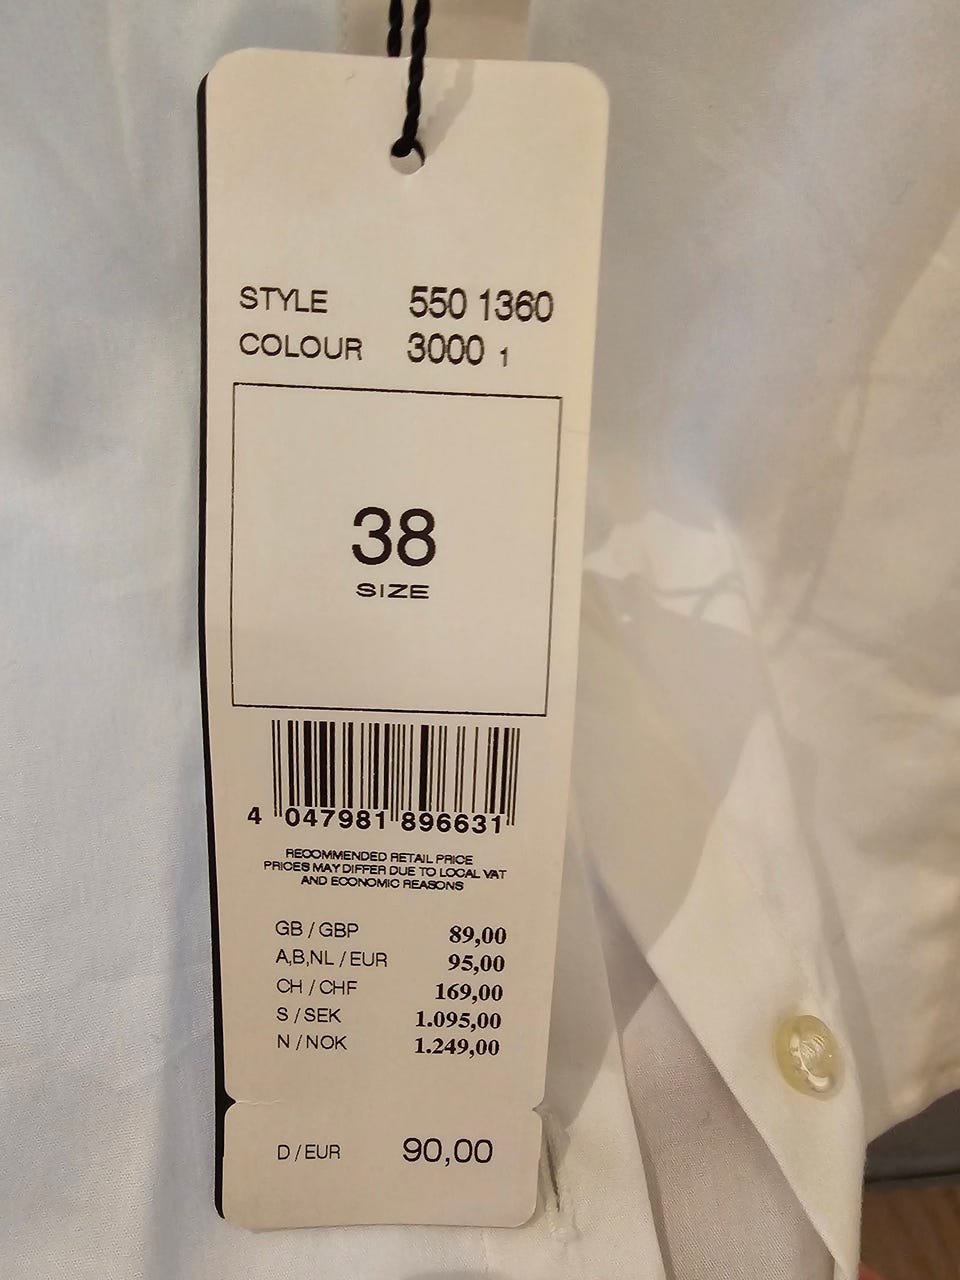 STYLE 550 1360
COLOUR 3000 1
38
SIZE
4 047981 896631
RECOMMENDED RETAIL PRICE
PRICES MAY DIFFER DUE TO LOCAL VAT
AND ECONOMIC REASONS
GB / GBP 89,00
A,B,NL / EUR 95,00
CH / CHF 169,00
S / SEK 1.095,00
N / NOK 1.249,00
D / EUR 90,00